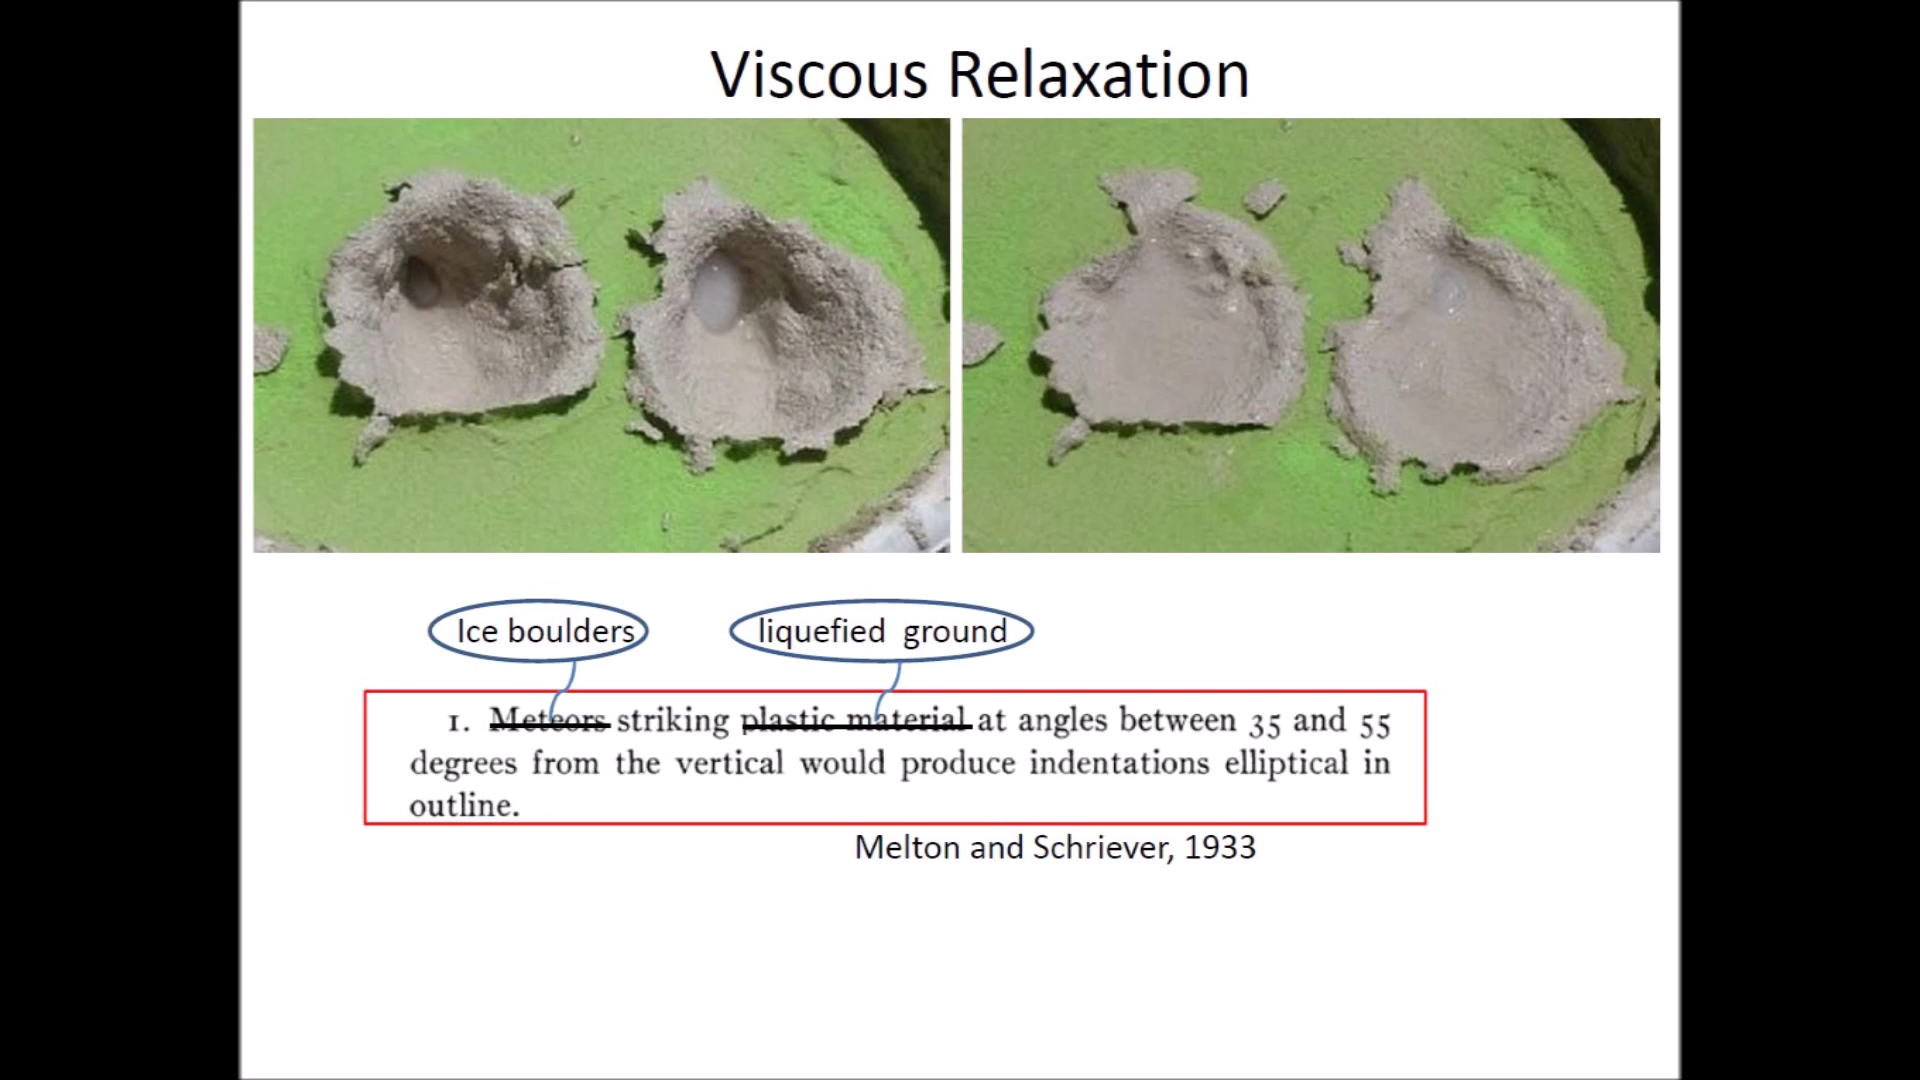 Viscous Relaxation
Ice boulders
liquefied ground
1. Meteors striking plastic material at angles between 35 and 55
degrees from the vertical would produce indentations elliptical in
outline.
Melton and Schriever, 1933